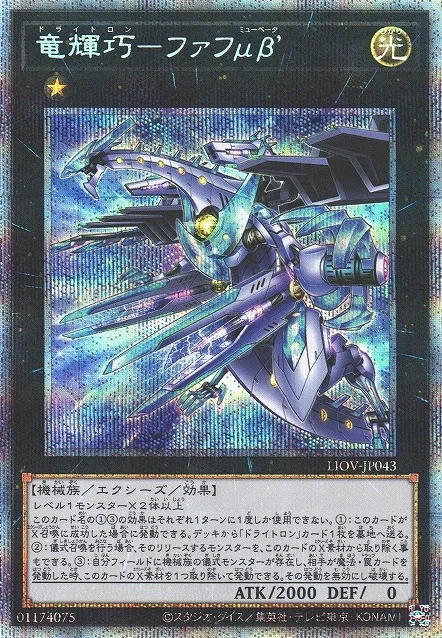 ドライトロン ミューベータ
竜輝巧－ファフμβ’
光
LIOV-JP043
【機械族／エクシーズ／効果】
レベル１モンスター×２体以上
このカード名の①③の効果はそれぞれ１ターンに１度しか使用できない。①：このカードが
X召喚に成功した場合に発動できる。デッキから「ドライトロン」カード１枚を墓地へ送る。
②：儀式召喚を行う場合、そのリリースするモンスターを、このカードのX素材から取り除く事
もできる。③：自分フィールドに機械族の儀式モンスターが存在し、相手が魔法・罠カードを
発動した時、このカードのX素材を１つ取り除いて発動できる。その発動を無効にし破壊する。
ATK/2000 DEF/ 0
01174075 ©スタジオ・ダイス／集英社・テレビ東京・KONAMI